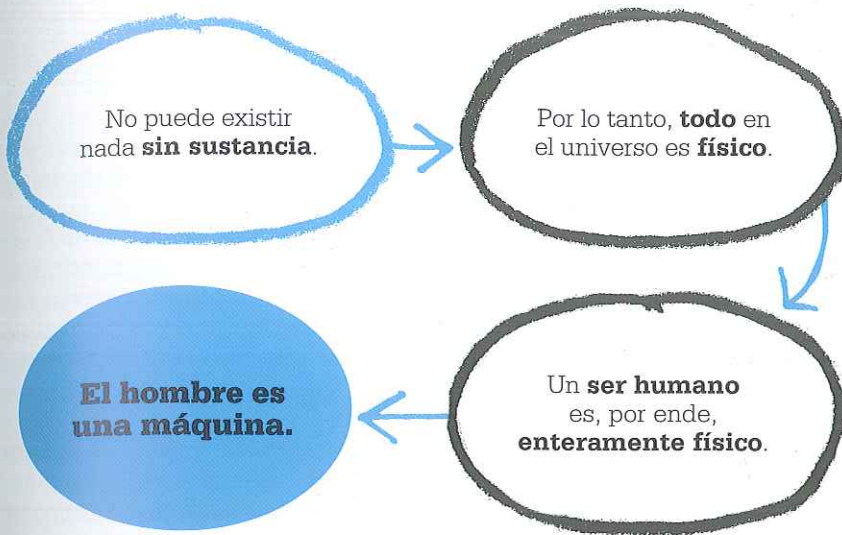 No puede existir
nada sin sustancia.
Por lo tanto, todo en
el universo es físico.
Un ser humano
es, por ende,
enteramente físico.
El hombre es
una máquina.